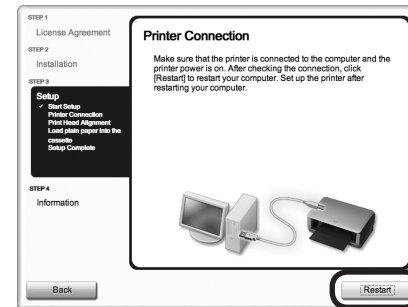 STEP 1
License Agreement
STEP 2
Installation
STEP 3
Setup
✓ Start Setup
Printer Connection
Print Head Alignment
Load plain paper into the
cassette
Setup Complete
STEP 4
Information
Printer Connection
Make sure that the printer is connected to the computer and the
printer power is on. After checking the connection, click
[Restart] to restart your computer. Set up the printer after
restarting your computer.
Back
Restart